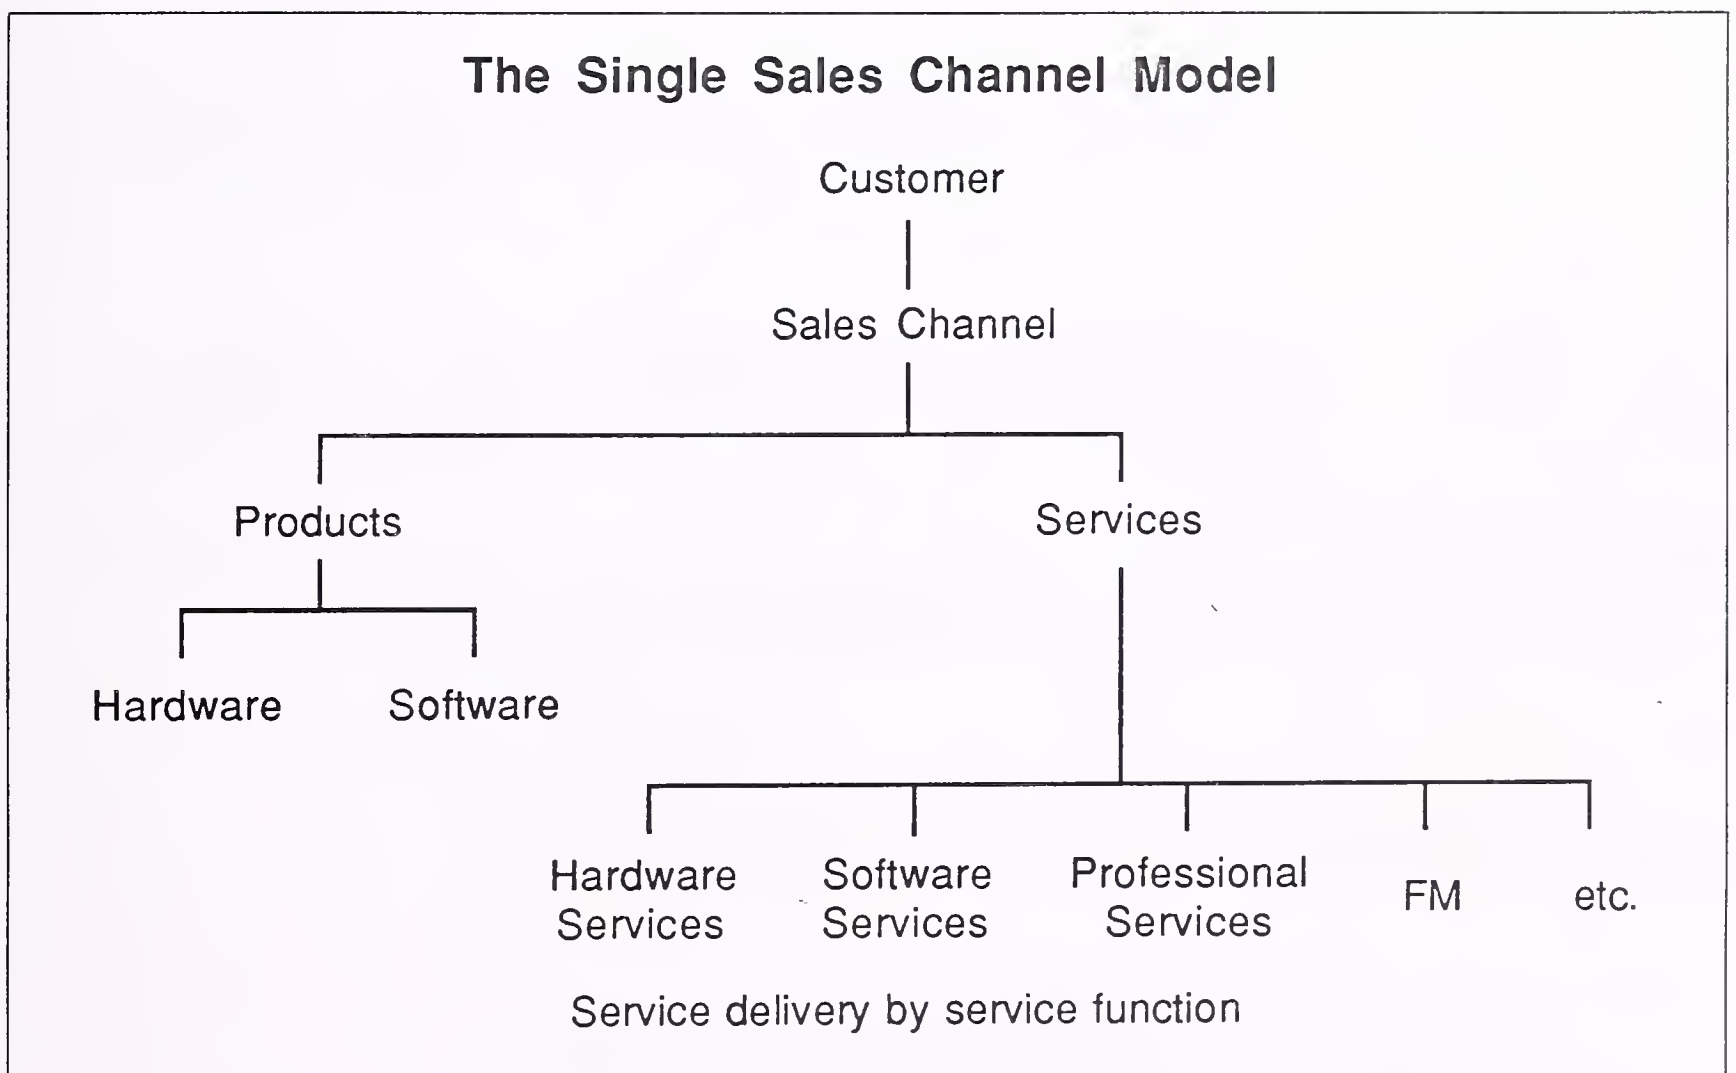 The Single Sales Channel Model
Customer
Sales Channel
Products
Services
Hardware
Software
Hardware
Services
Software
Services
Professional
Services
FM
etc.
Service delivery by service function